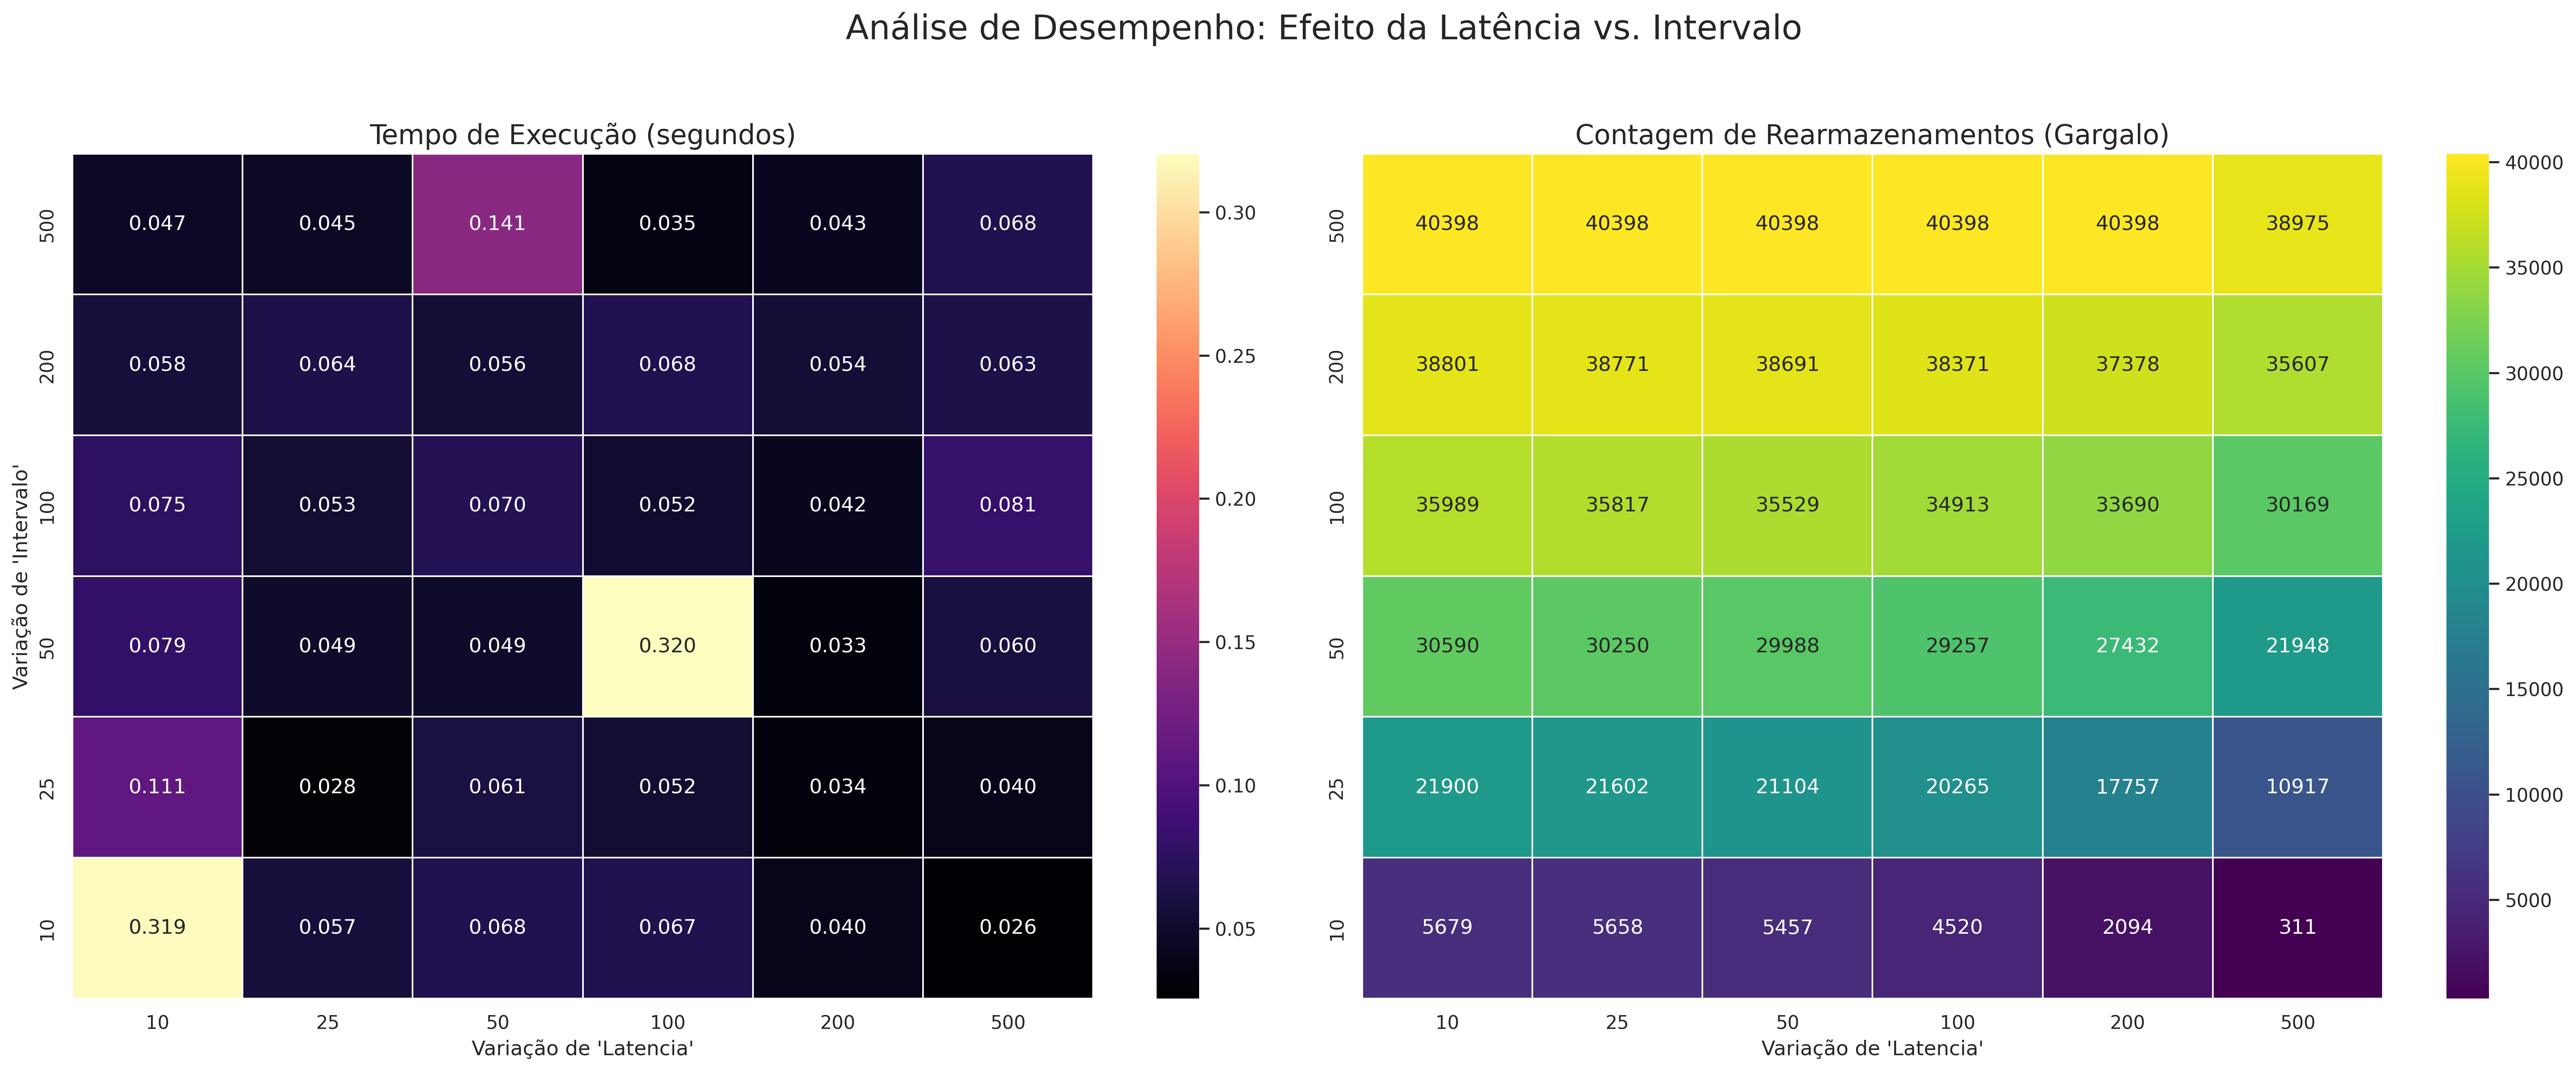 Análise de Desempenho: Efeito da Latência vs. Intervalo
Tempo de Execução (segundos)
Variação de 'Intervalo'
500 0.047 0.045 0.141 0.035 0.043 0.068
200 0.058 0.064 0.056 0.068 0.054 0.063
100 0.075 0.053 0.070 0.052 0.042 0.081
50 0.079 0.049 0.049 0.320 0.033 0.060
25 0.111 0.028 0.061 0.052 0.034 0.040
10 0.319 0.057 0.068 0.067 0.040 0.026
10 25 50 100 200 500
Variação de 'Latencia'
0.30
0.25
0.20
0.15
0.10
0.05
Contagem de Rearmazenamentos (Gargalo)
500 40398 40398 40398 40398 40398 38975
200 38801 38771 38691 38371 37378 35607
100 35989 35817 35529 34913 33690 30169
50 30590 30250 29988 29257 27432 21948
25 21900 21602 21104 20265 17757 10917
10 5679 5658 5457 4520 2094 311
10 25 50 100 200 500
Variação de 'Latencia'
40000
35000
30000
25000
20000
15000
10000
5000